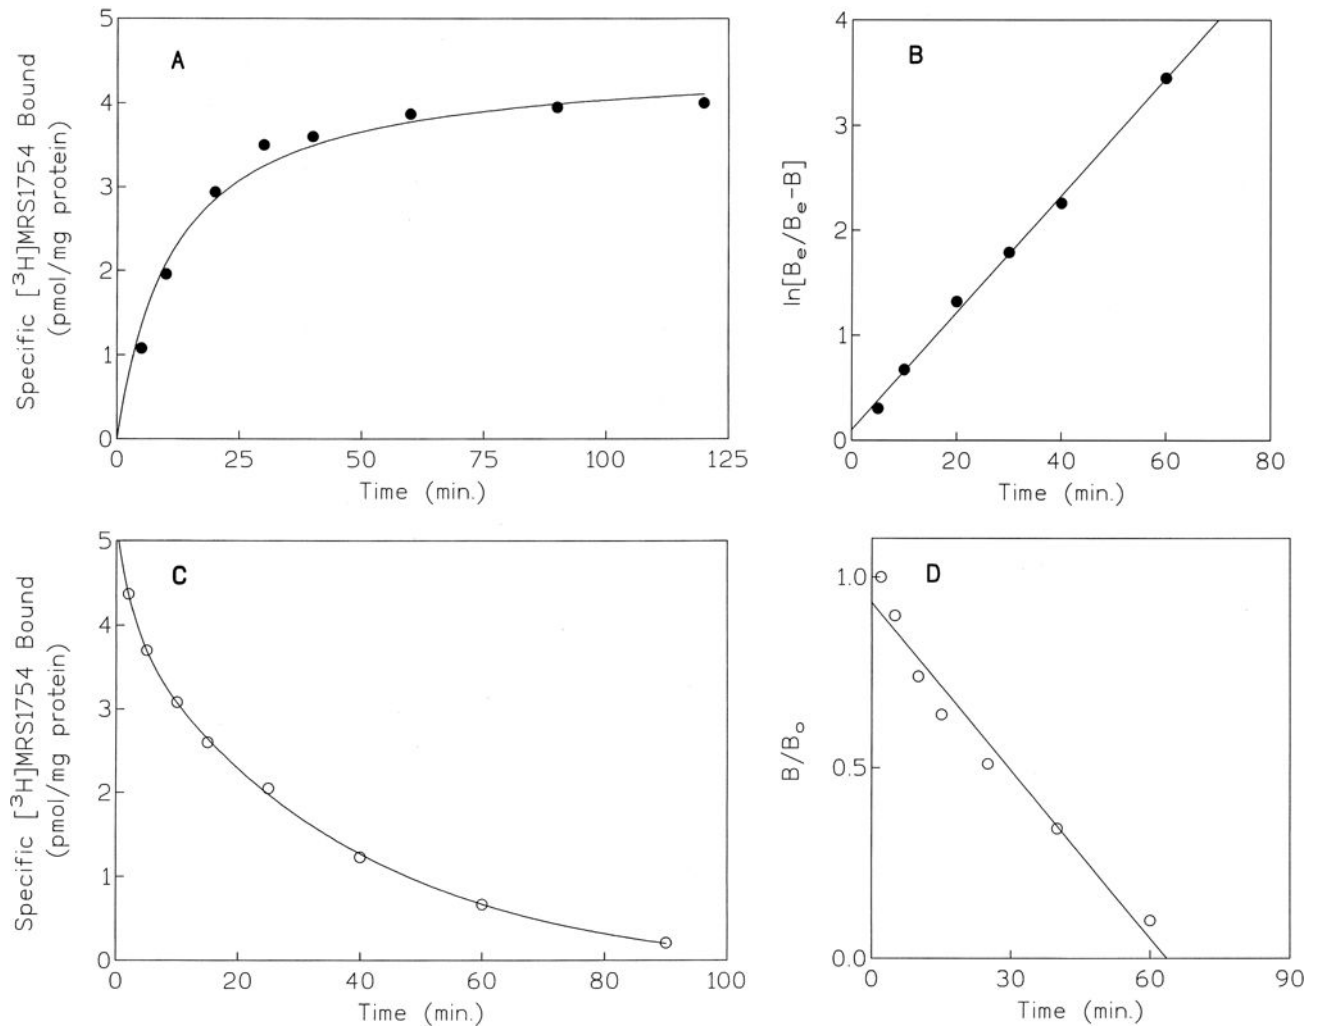 A
Specific [³H]MRS1754 Bound
(pmol/mg protein)
5
4
3
2
1
0
0 25 50 75 100 125
Time (min.)
B
ln[Bₑ/Bₑ-B]
4
3
2
1
0
0 20 40 60 80
Time (min.)
C
Specific [³H]MRS1754 Bound
(pmol/mg protein)
5
4
3
2
1
0
0 20 40 60 80 100
Time (min.)
D
B/Bₒ
1.0
0.5
0.0
0 30 60 90
Time (min.)